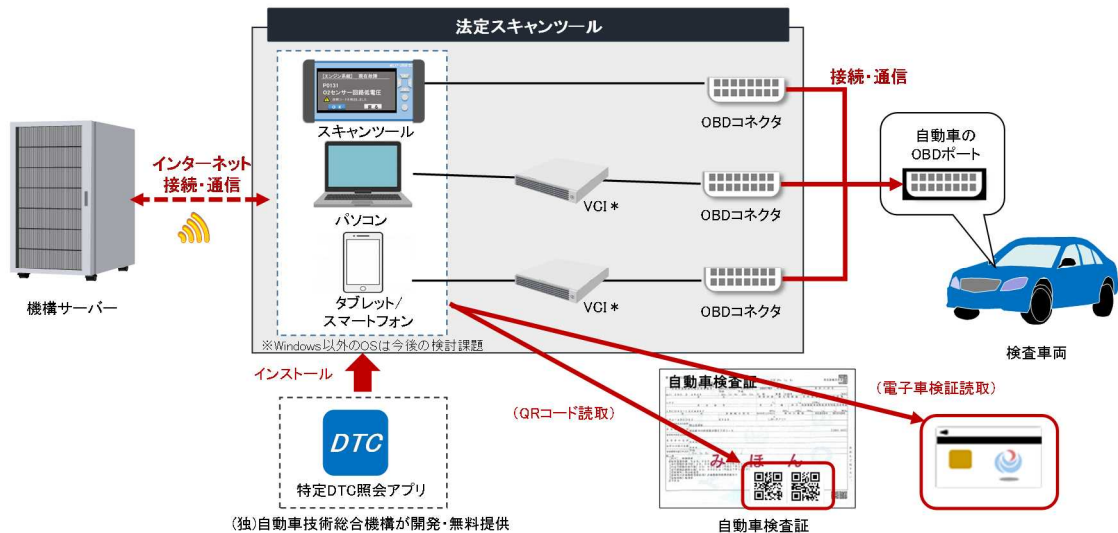 法定スキャンツール
[エンジン系統] 現在故障
P0131
O2センサー回路低電圧
スキャンツール
OBDコネクタ
接続・通信
自動車の
OBDポート
インターネット
接続・通信
パソコン
VCI*
OBDコネクタ
機構サーバー
タブレット/
スマートフォン
VCI*
OBDコネクタ
※Windows以外のOSは今後の検討課題
検査車両
インストール
DTC
特定DTC照会アプリ
(独)自動車技術総合機構が開発・無料提供
(QRコード読取)
自動車検査証
みほん
自動車検査証
(電子車検証読取)